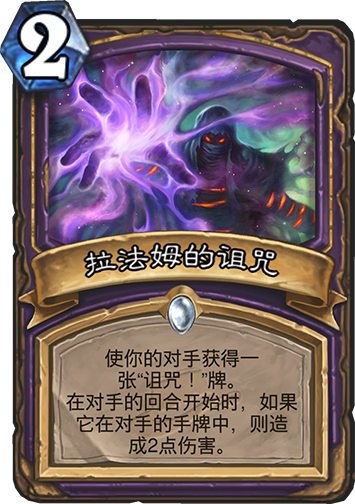 2
拉法姆的诅咒
使你的对手获得一
张“诅咒！”牌。
在对手的回合开始时，如果
它在对手的手牌中，则造
成2点伤害。